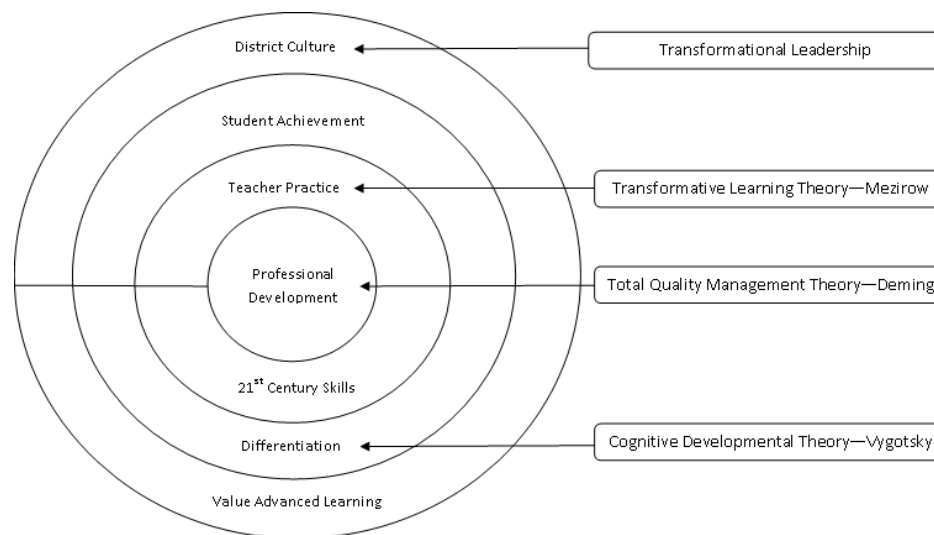 District Culture
Transformational Leadership
Student Achievement
Teacher Practice
Transformative Learning Theory—Mezirow
Professional
Development
Total Quality Management Theory—Deming
21st Century Skills
Differentiation
Cognitive Developmental Theory—Vygotsky
Value Advanced Learning